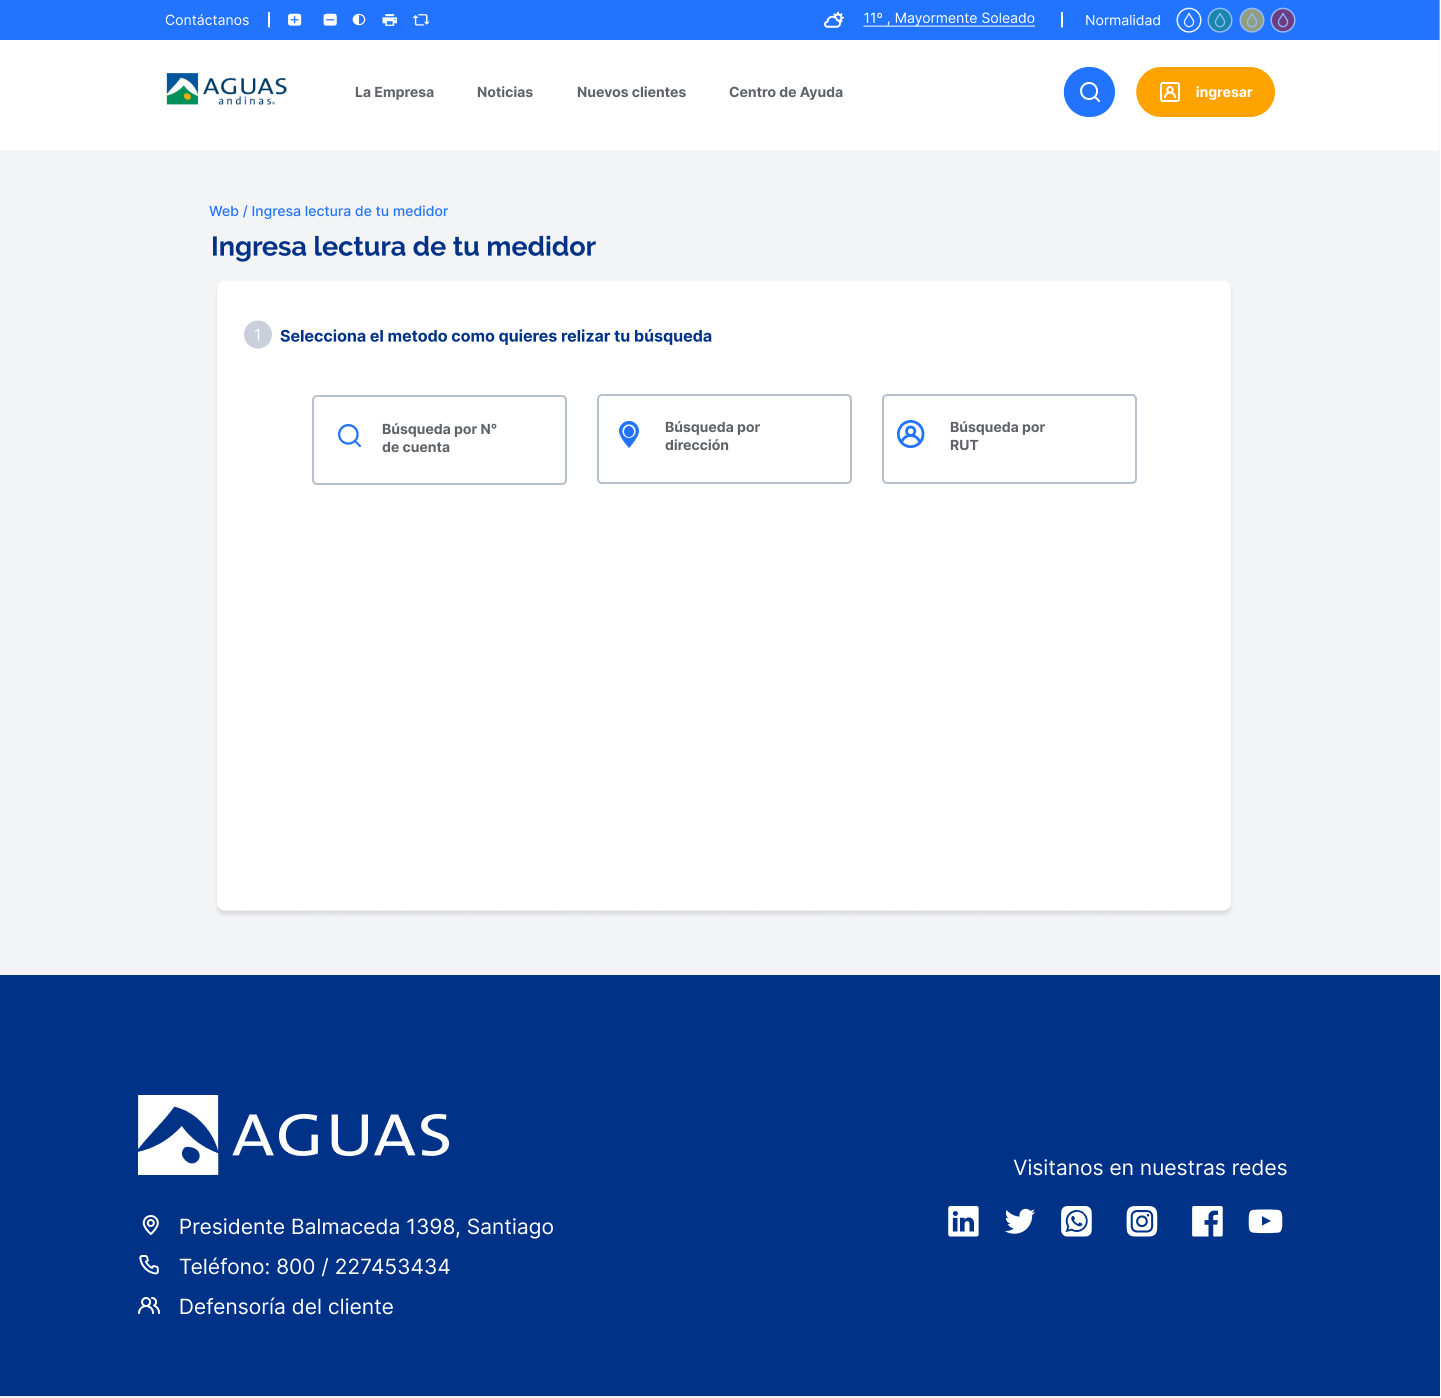 Contáctanos
11º , Mayormente Soleado
Normalidad
AGUAS
andinas
La Empresa
Noticias
Nuevos clientes
Centro de Ayuda
ingresar
Web / Ingresa lectura de tu medidor
Ingresa lectura de tu medidor
1 Selecciona el metodo como quieres relizar tu búsqueda
Búsqueda por N°
de cuenta
Búsqueda por
dirección
Búsqueda por
RUT
AGUAS
Presidente Balmaceda 1398, Santiago
Teléfono: 800 / 227453434
Defensoría del cliente
Visitanos en nuestras redes